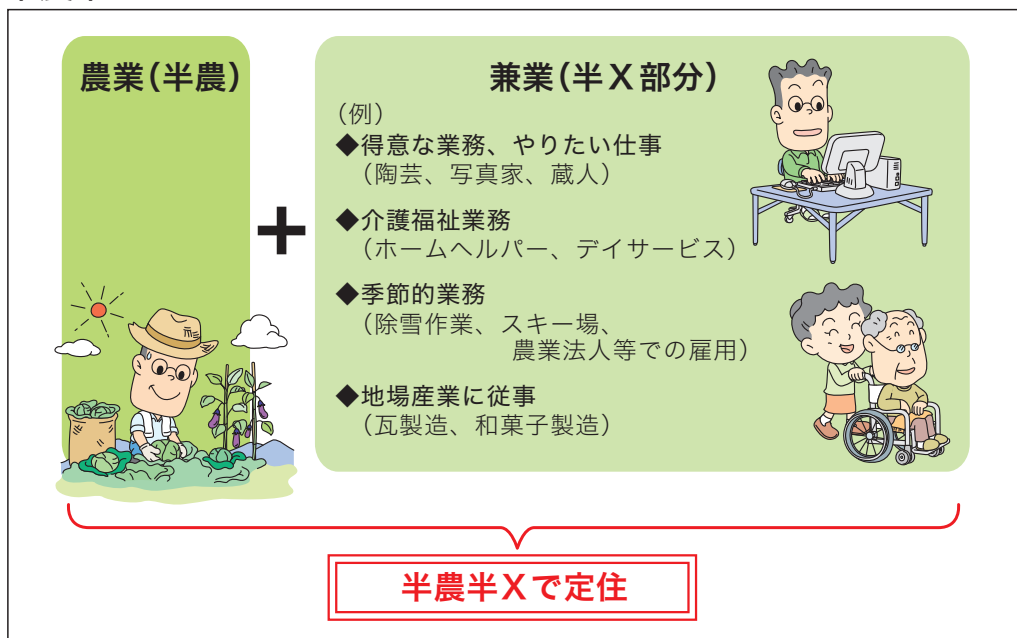 農業(半農)
+
兼業(半X部分)
(例)
◆得意な業務、やりたい仕事
(陶芸、写真家、蔵人)
◆介護福祉業務
(ホームヘルパー、デイサービス)
◆季節的業務
(除雪作業、スキー場、
農業法人等での雇用)
◆地場産業に従事
(瓦製造、和菓子製造)
半農半Xで定住